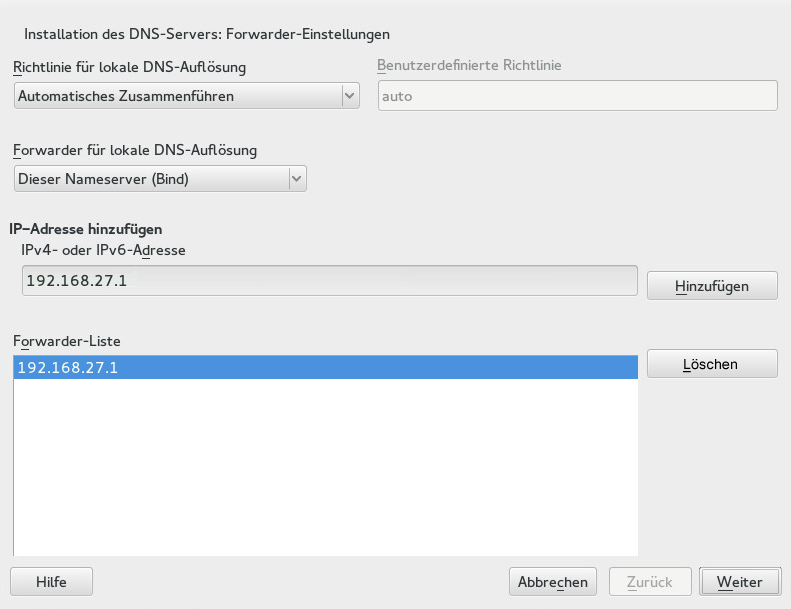 Installation des DNS-Servers: Forwarder-Einstellungen
Richtlinie für lokale DNS-Auflösung
Benutzerdefinierte Richtlinie
Automatisches Zusammenführen
auto
Forwarder für lokale DNS-Auflösung
Dieser Nameserver (Bind)
IP-Adresse hinzufügen
IPv4- oder IPv6-Adresse
192.168.27.1
Hinzufügen
Forwarder-Liste
192.168.27.1
Löschen
Hilfe
Abbrechen
Zurück
Weiter